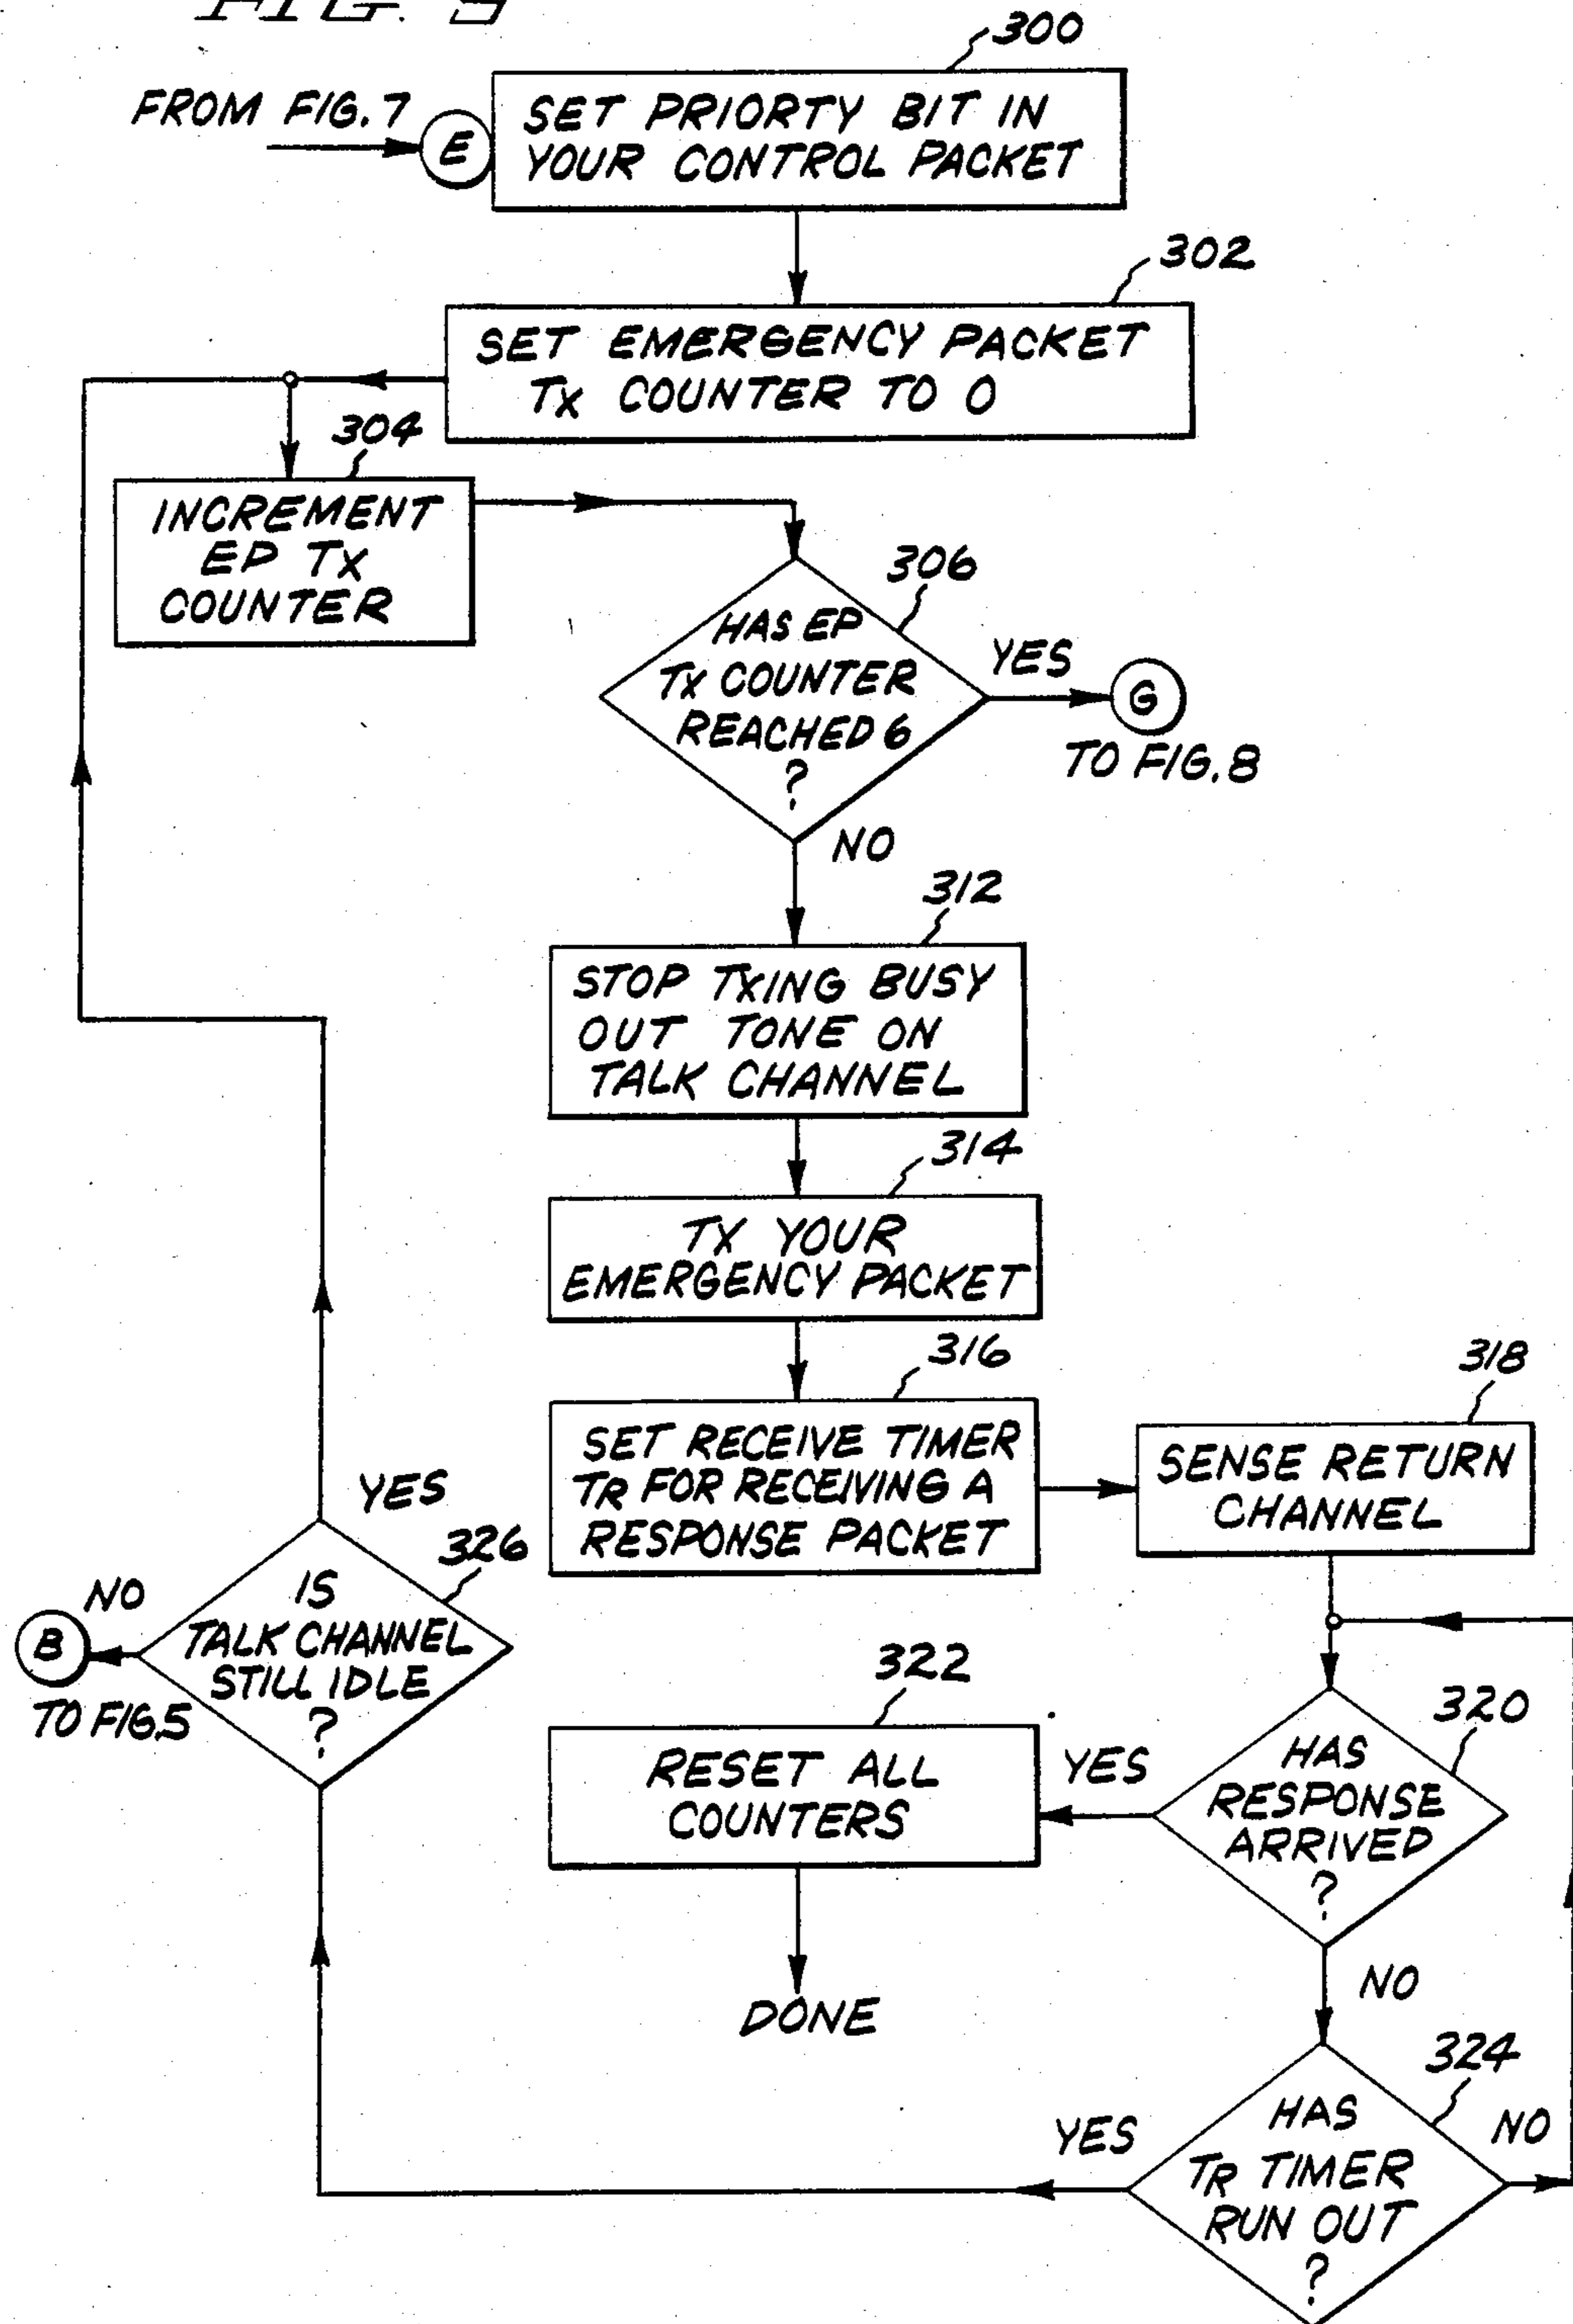 300
FROM FIG. 7
E
SET PRIORTY BIT IN
YOUR CONTROL PACKET
302
SET EMERGENCY PACKET
TX COUNTER TO 0
304
INCREMENT
EP TX
COUNTER
306
HAS EP
TX COUNTER
REACHED 6
?
YES
G
TO FIG. 8
NO
312
STOP TXING BUSY
OUT TONE ON
TALK CHANNEL
314
TX YOUR
EMERGENCY PACKET
316
SET RECEIVE TIMER
TR FOR RECEIVING A
RESPONSE PACKET
318
SENSE RETURN
CHANNEL
YES
326
IS
TALK CHANNEL
STILL IDLE
?
NO
B
TO FIG.5
322
RESET ALL
COUNTERS
DONE
320
HAS
RESPONSE
ARRIVED
?
YES
NO
324
HAS
TR TIMER
RUN OUT
?
YES
NO